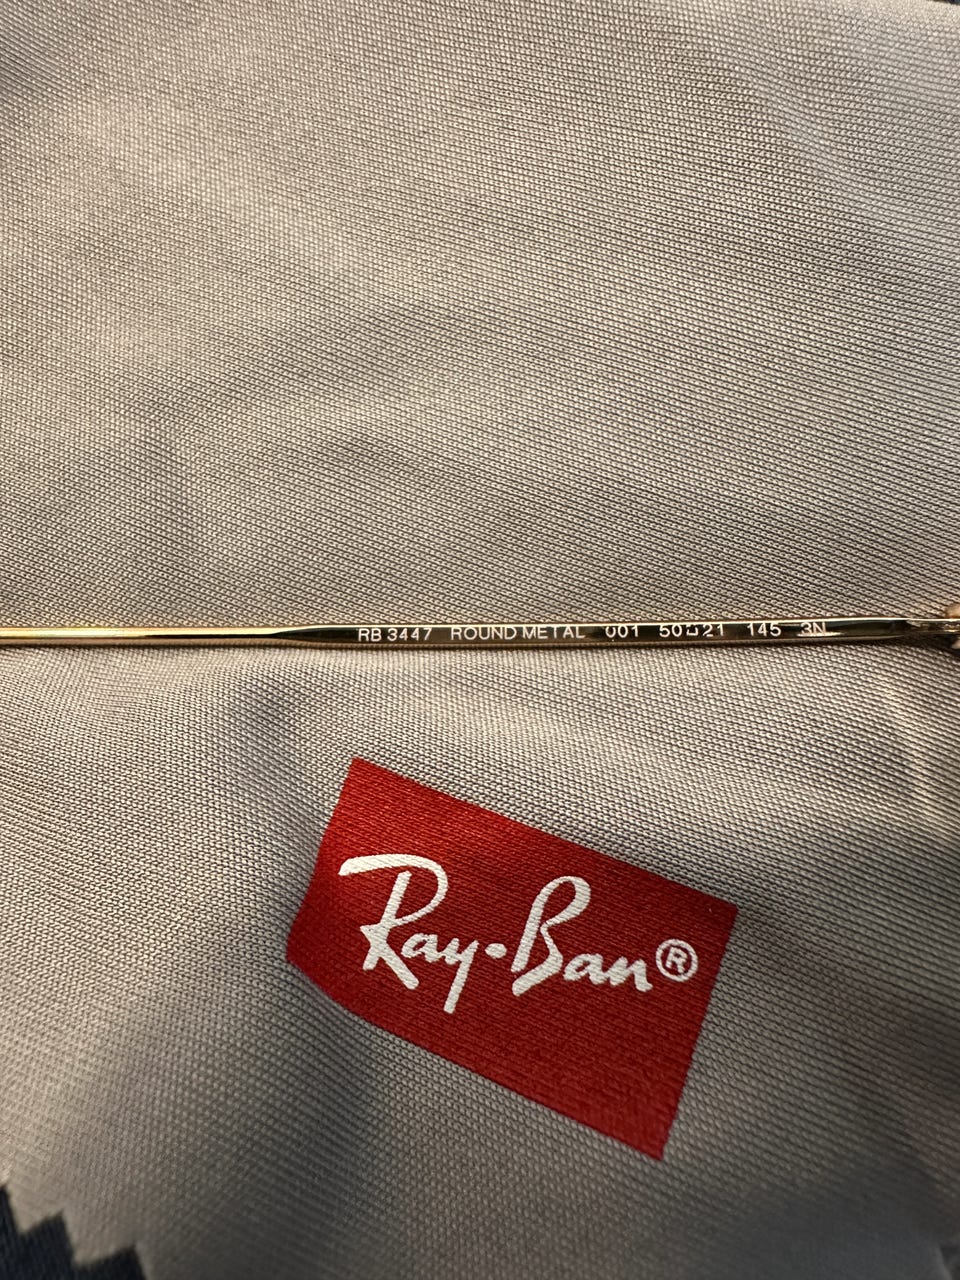 RB 3447 ROUND METAL 001 50□21 145 3N
Ray-Ban®